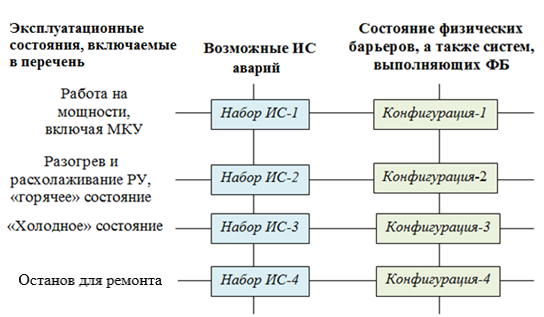 Эксплуатационные
состояния, включаемые
в перечень
Возможные ИС
аварий
Состояние физических
барьеров, а также систем,
выполняющих ФБ
Работа на
мощности,
включая МКУ
Набор ИС-1
Конфигурация-1
Разогрев и
расхолаживание РУ,
«горячее» состояние
Набор ИС-2
Конфигурация-2
«Холодное» состояние
Набор ИС-3
Конфигурация-3
Останов для ремонта
Набор ИС-4
Конфигурация-4